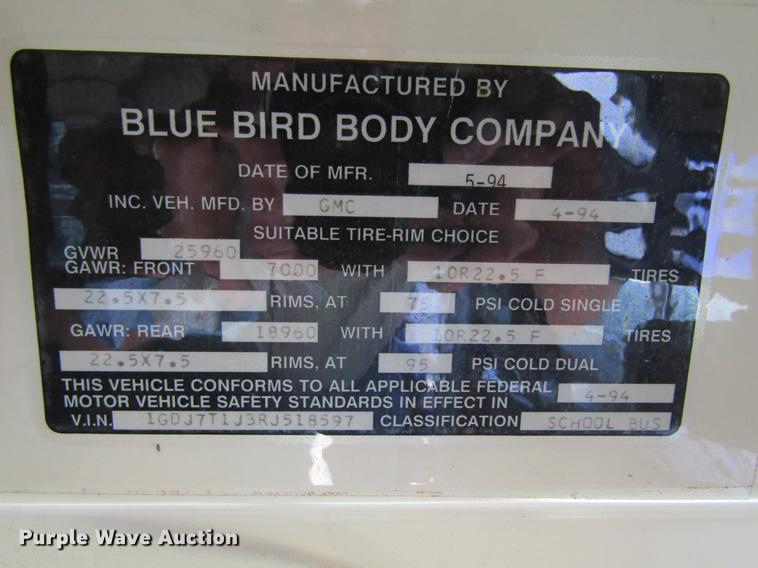 MANUFACTURED BY
BLUE BIRD BODY COMPANY
DATE OF MFR. 5-94
INC. VEH. MFD. BY GMC DATE 4-94
SUITABLE TIRE-RIM CHOICE
GVWR 25960
GAWR: FRONT 7000 WITH 10R22.5 F TIRES
22.5X7.5 RIMS, AT 75 PSI COLD SINGLE
GAWR: REAR 18960 WITH 10R22.5 F TIRES
22.5X7.5 RIMS, AT 95 PSI COLD DUAL
THIS VEHICLE CONFORMS TO ALL APPLICABLE FEDERAL 4-94
MOTOR VEHICLE SAFETY STANDARDS IN EFFECT IN
V.I.N. 1GDJ7T1J3RJ518597 CLASSIFICATION SCHOOL BUS
Purple Wave Auction